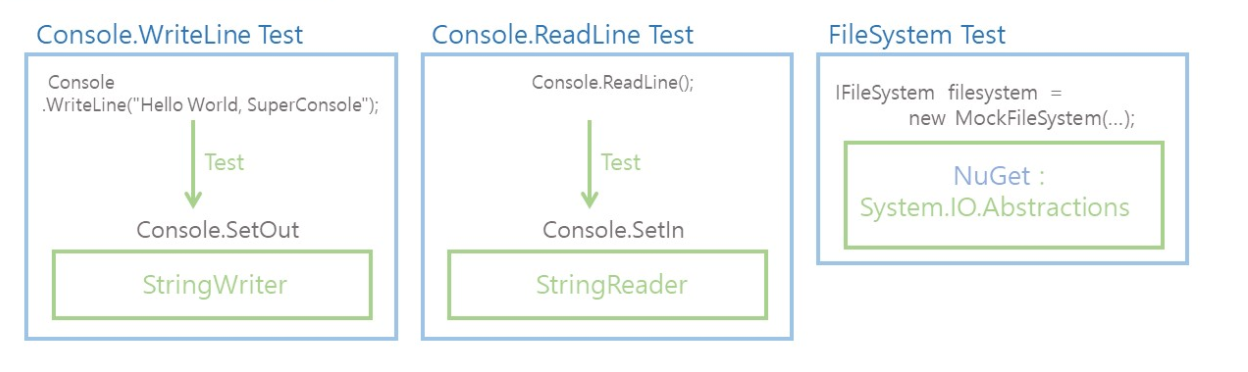 Console.WriteLine Test
Console
.WriteLine("Hello World, SuperConsole");
Test
Console.SetOut
StringWriter
Console.ReadLine Test
Console.ReadLine();
Test
Console.SetIn
StringReader
FileSystem Test
IFileSystem filesystem =
new MockFileSystem(...);
NuGet :
System.IO.Abstractions